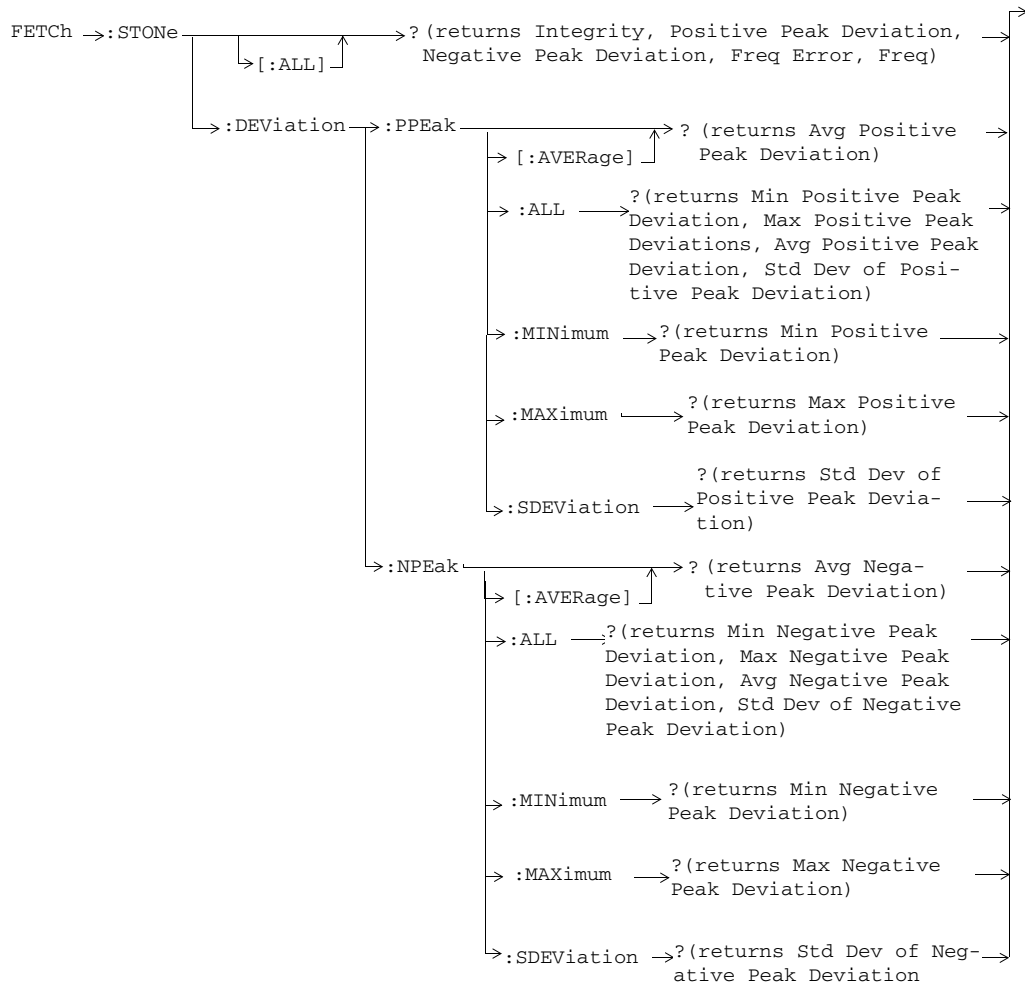 FETCh :STONe ?(returns Integrity, Positive Peak Deviation,
[:ALL] Negative Peak Deviation, Freq Error, Freq)
:DEViation :PPEak ? (returns Avg Positive
[:AVERage] Peak Deviation)
:ALL ?(returns Min Positive Peak
Deviation, Max Positive Peak
Deviations, Avg Positive Peak
Deviation, Std Dev of Posi-
tive Peak Deviation)
:MINimum ?(returns Min Positive
Peak Deviation)
:MAXimum ?(returns Max Positive
Peak Deviation)
?(returns Std Dev of
:SDEViation Positive Peak Devia-
tion)
:NPEak ? (returns Avg Nega-
[:AVERage] tive Peak Deviation)
:ALL ?(returns Min Negative Peak
Deviation, Max Negative Peak
Deviation, Avg Negative Peak
Deviation, Std Dev of Negative
Peak Deviation)
:MINimum ?(returns Min Negative
Peak Deviation)
:MAXimum ?(returns Max Negative
Peak Deviation)
:SDEViation ?(returns Std Dev of Neg-
ative Peak Deviation